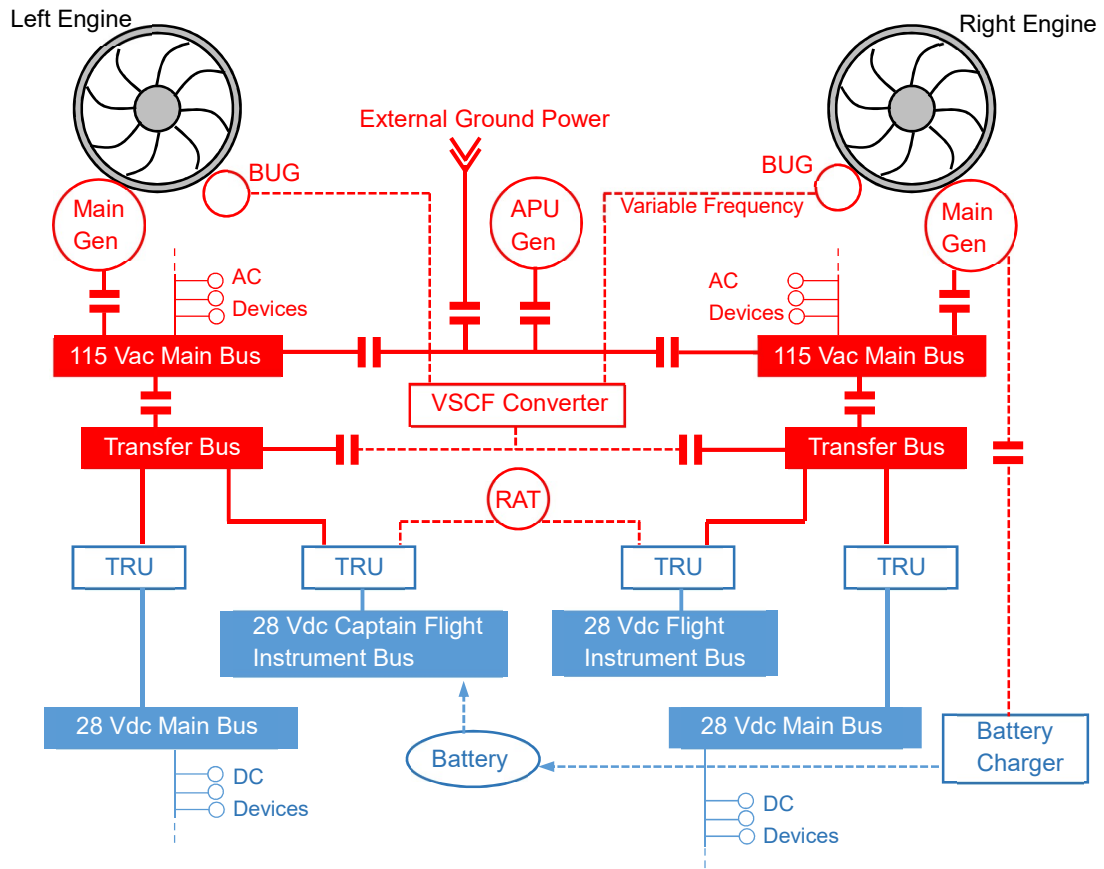 Left Engine
Right Engine
External Ground Power
BUG
BUG
Main
Gen
APU
Gen
Variable Frequency
Main
Gen
AC
Devices
AC
Devices
115 Vac Main Bus
115 Vac Main Bus
VSCF Converter
Transfer Bus
Transfer Bus
RAT
TRU
TRU
TRU
TRU
28 Vdc Captain Flight
Instrument Bus
28 Vdc Flight
Instrument Bus
28 Vdc Main Bus
28 Vdc Main Bus
Battery
Battery
Charger
DC
Devices
DC
Devices